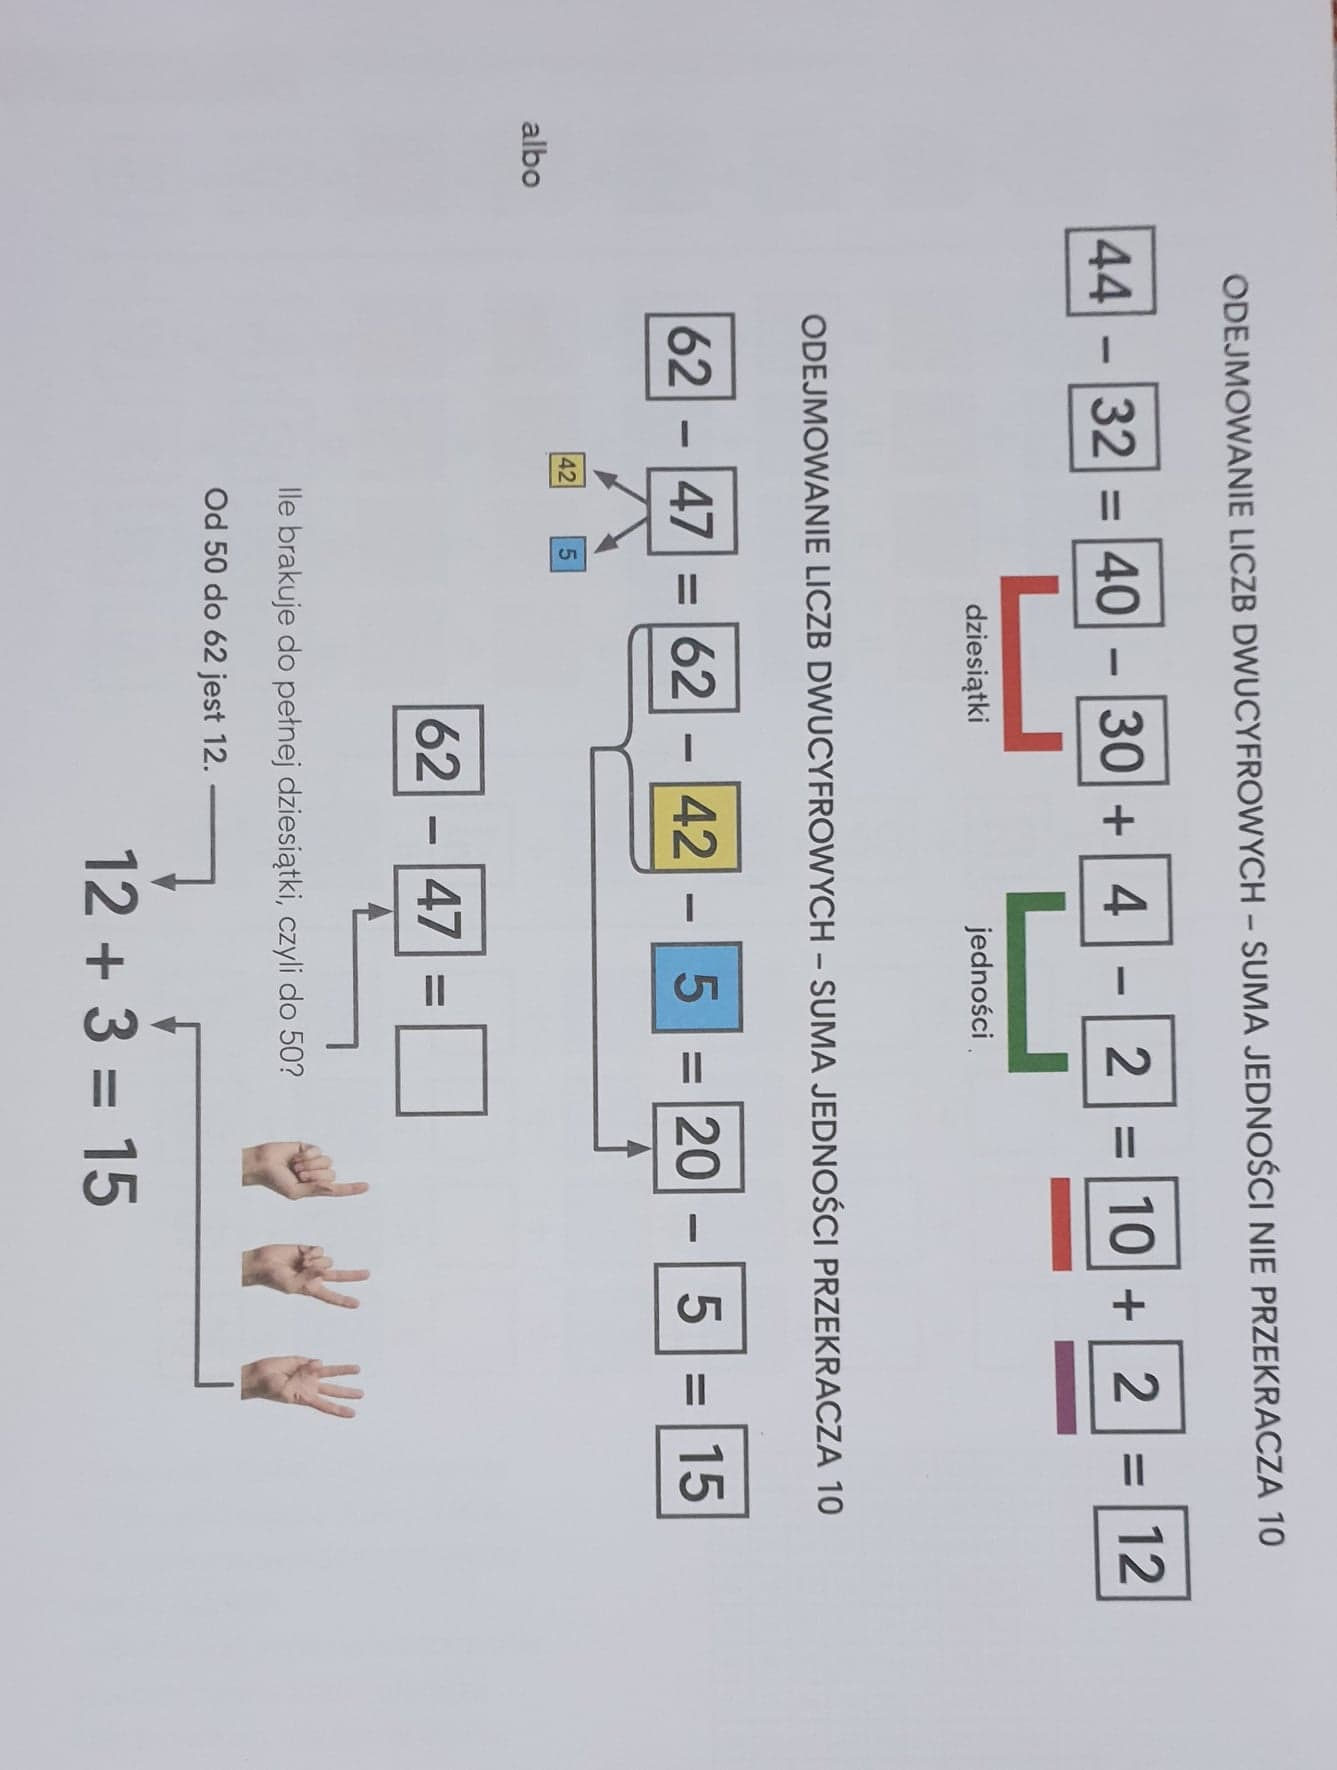 ODEJMOWANIE LICZB DWUCYFROWYCH – SUMA JEDNOŚCI NIE PRZEKRACZA 10
44 – 32 = 40 – 30 + 4 – 2 = 10 + 2 = 12
dziesiątki jedności
ODEJMOWANIE LICZB DWUCYFROWYCH – SUMA JEDNOŚCI PRZEKRACZA 10
62 – 47 = 62 – 42 – 5 = 20 – 5 = 15
42 5
albo
62 – 47 =
Ile brakuje do pełnej dziesiątki, czyli do 50?
Od 50 do 62 jest 12.
12 + 3 = 15